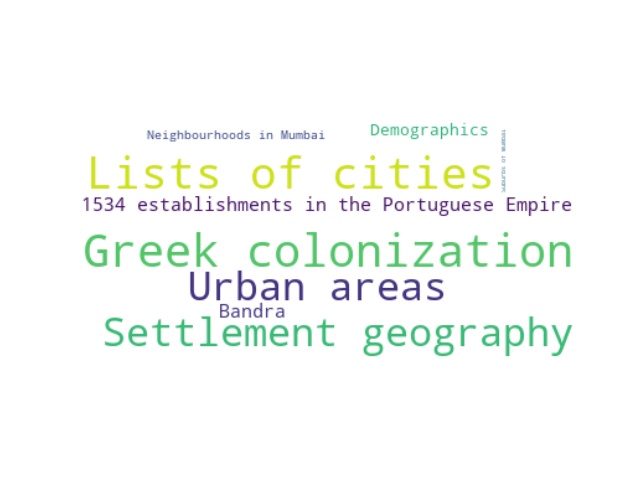 Neighbourhoods in Mumbai
Demographics
Lists of cities
1534 establishments in the Portuguese Empire
Greek colonization
Urban areas
Bandra
Settlement geography